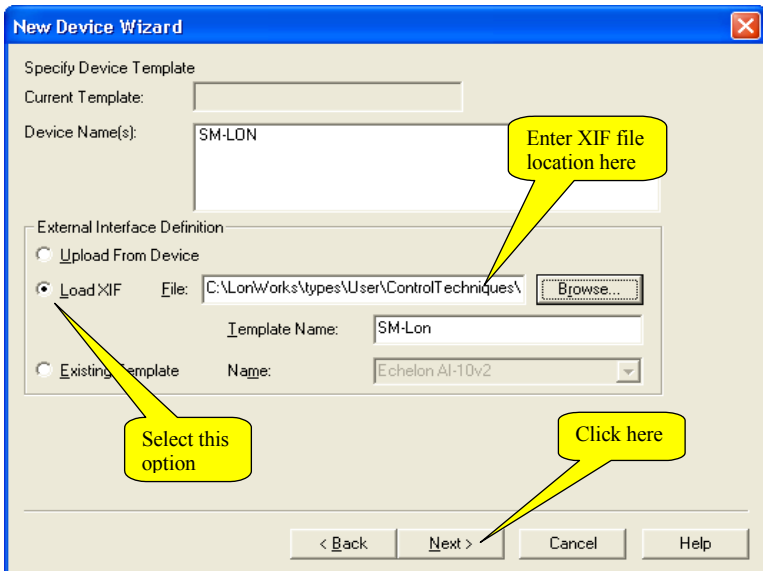 New Device Wizard
Specify Device Template
Current Template:
Device Name(s):
SM-LON
Enter XIF file
location here
External Interface Definition
Upload From Device
Load XIF
File:
C:\LonWorks\types\User\ControlTechniques\
Browse...
Template Name:
SM-Lon
Existing Template
Name:
Echelon AI-10v2
Select this
option
Click here
< Back
Next >
Cancel
Help